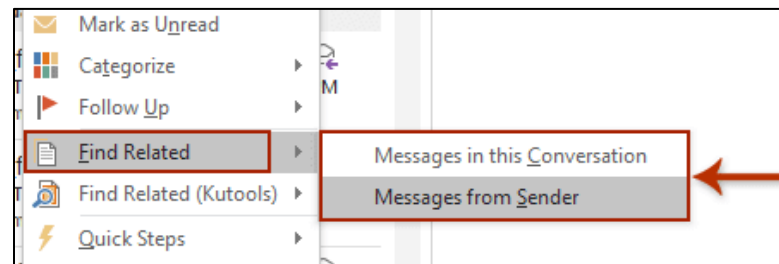 Mark as Unread
Categorize
M
Follow Up
Find Related
Messages in this Conversation
Find Related (Kutools)
Messages from Sender
Quick Steps